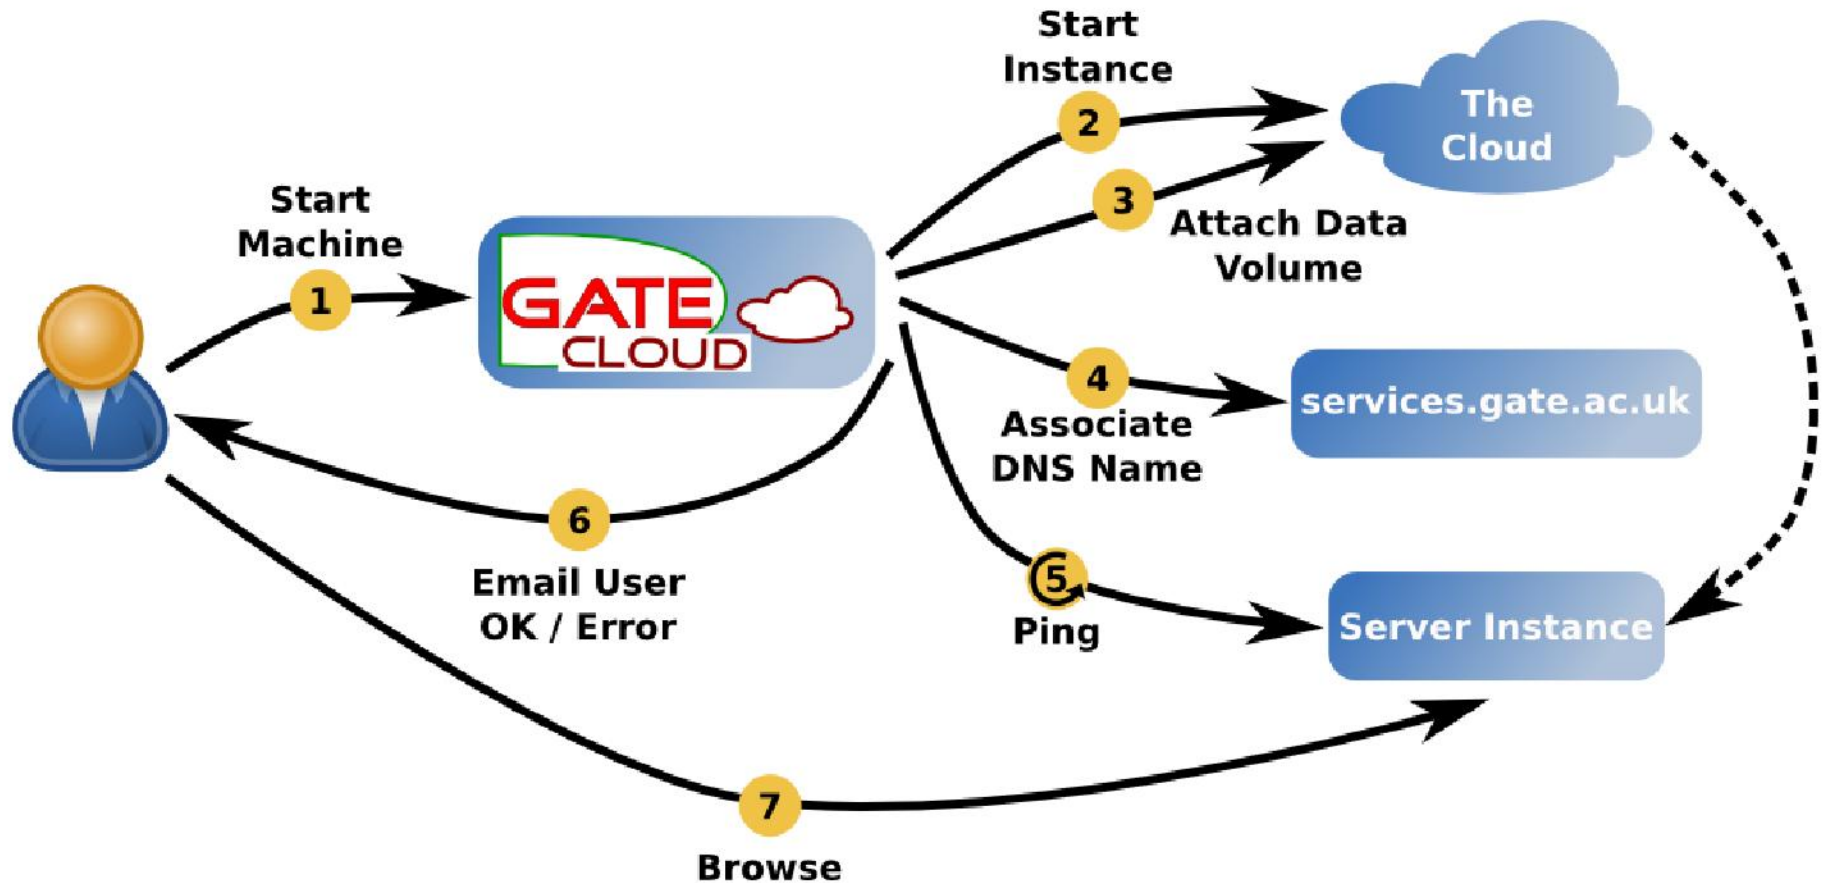 Start
Machine
1
GATE
CLOUD
Start
Instance
2
3
Attach Data
Volume
The
Cloud
4
Associate
DNS Name
services.gate.ac.uk
5
Ping
Server Instance
6
Email User
OK / Error
7
Browse